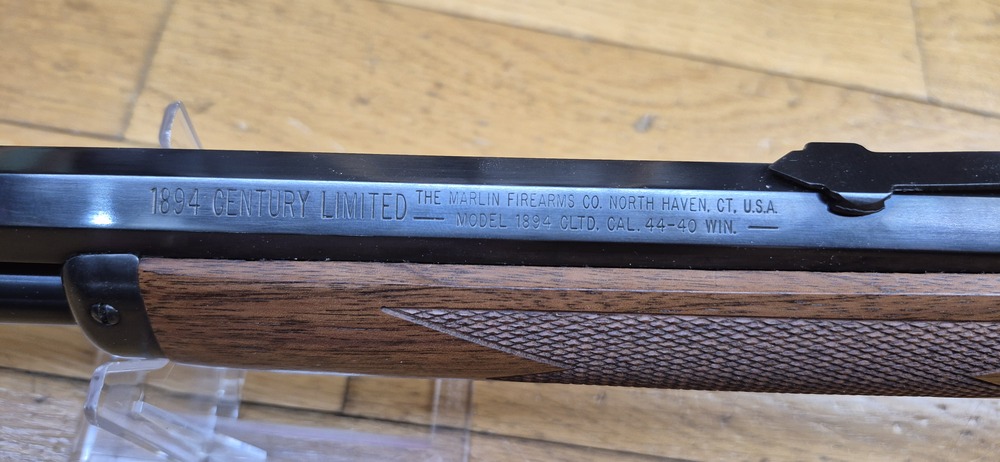 1894 CENTURY LIMITED
THE MARLIN FIREARMS CO. NORTH HAVEN, CT, U.S.A.
— MODEL 1894 CLTD. CAL. 44-40 WIN. —